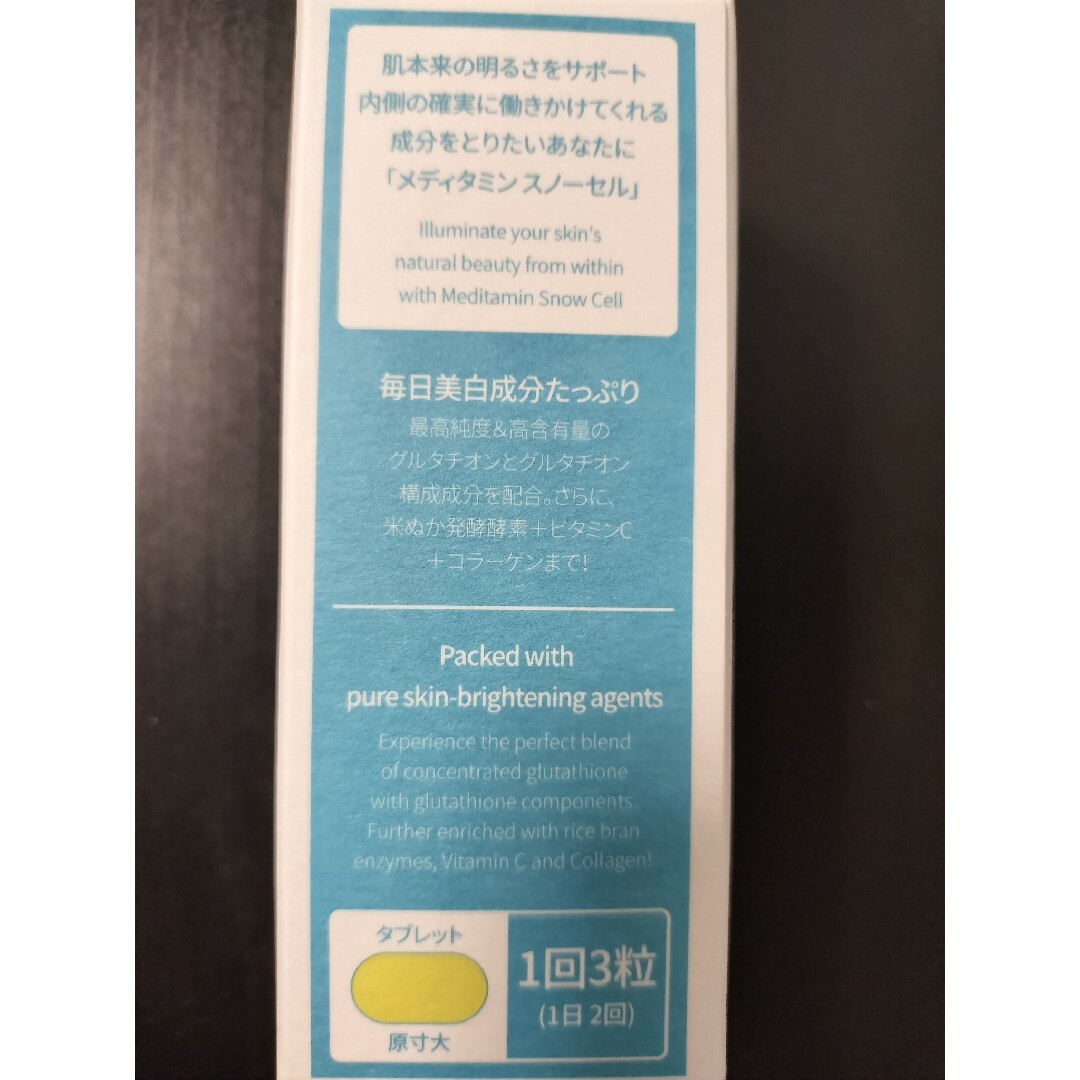 肌本来の明るさをサポート
内側の確実に働きかけてくれる
成分をとりたいあなたに
「メディタミン スノーセル」
Illuminate your skin's
natural beauty from within
with Meditamin Snow Cell
毎日美白成分たっぷり
最高純度&高含有量の
グルタチオンとグルタチオン
構成成分を配合。さらに、
米ぬか発酵酵素+ビタミンC
+コラーゲンまで!
Packed with
pure skin-brightening agents
Experience the perfect blend
of concentrated glutathione
with glutathione components.
Further enriched with rice bran
enzymes, Vitamin C and Collagen!
タブレット
原寸大
1回3粒
(1日 2回)